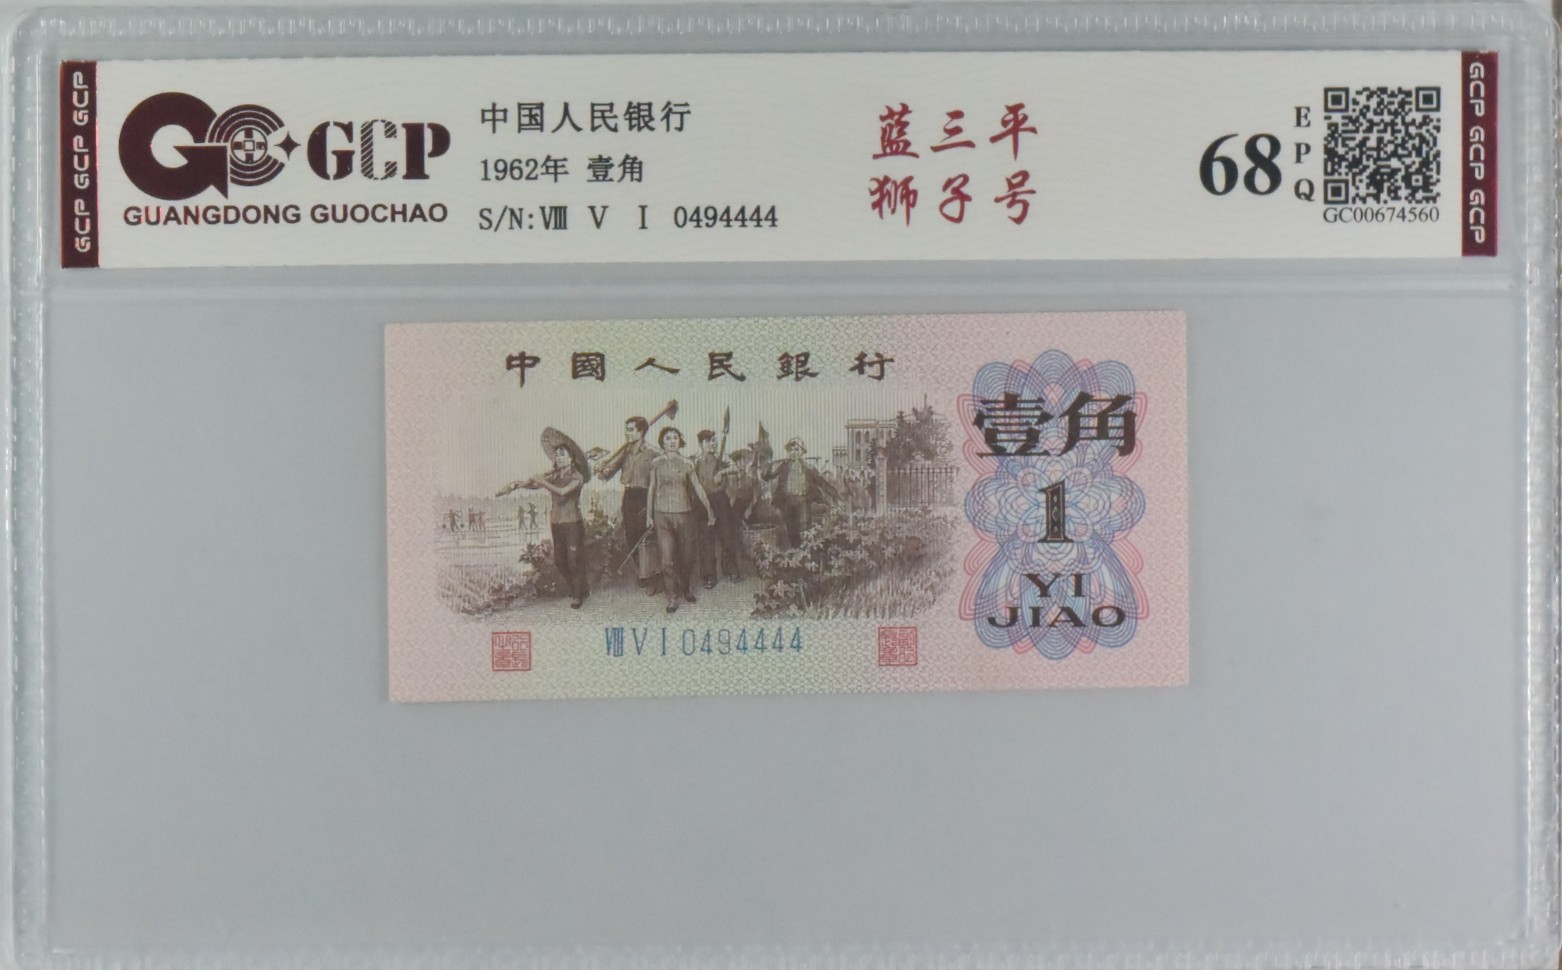 GCP GCP GCP
GCP
GUANGDONG GUOCHAO
中国人民银行
1962年 壹角
S/N:Ⅷ Ⅴ Ⅰ 0494444
蓝三平
狮子号
68
EPQ
GC00674560
GCP GCP GCP
中國人民銀行
壹角
1
YI
JIAO
ⅧⅤⅠ0494444